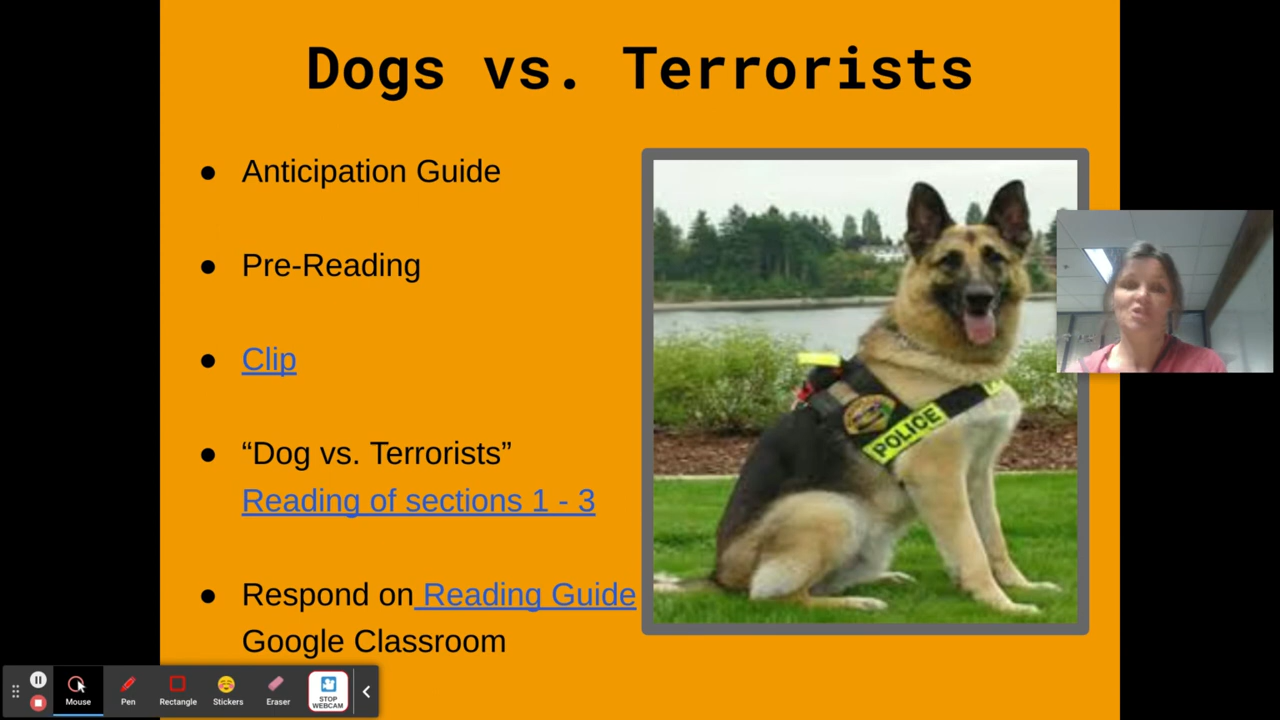 Dogs vs. Terrorists
● Anticipation Guide
● Pre-Reading
● Clip
● “Dog vs. Terrorists”
Reading of sections 1 - 3
● Respond on Reading Guide
Google Classroom
POLICE
Mouse
Pen
Rectangle
Stickers
Eraser
STOP
WEBCAM